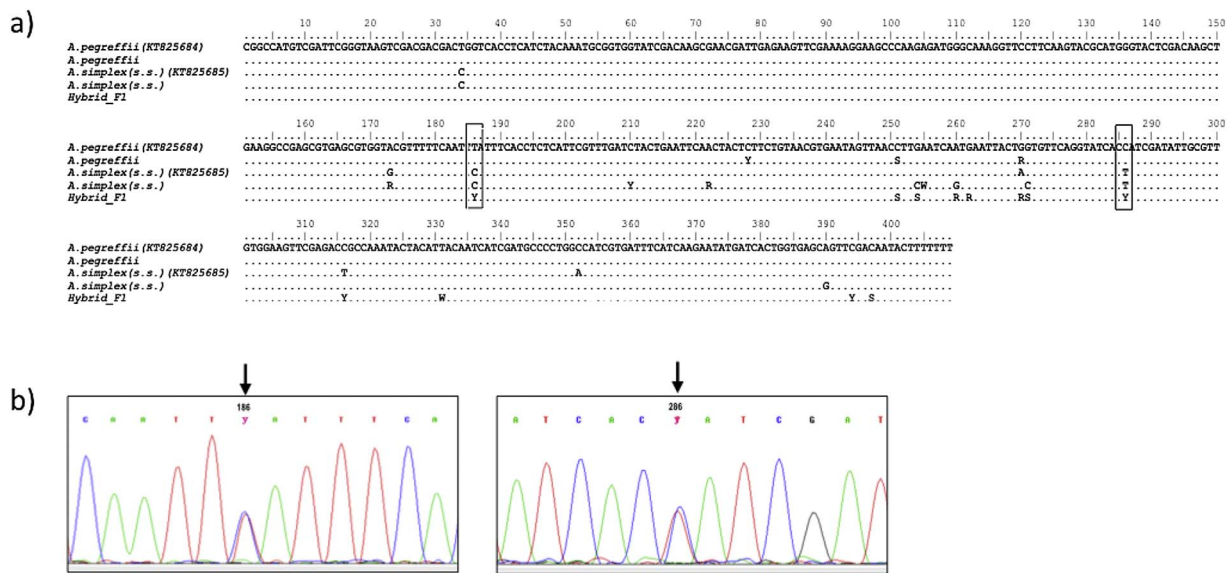 a)
10 20 30 40 50 60 70 80 90 100 110 120 130 140 150
A.pegreffii(KT825684) CGGCCATGTCGATTCGGGTAAGTCGACGACGACTGGTCACCTCATCTACAAATGCGGTGGTATCGACAAGCGAACGATTGAGAAGTTCGAAAAGGAAGCCCAAGAGATGGGCAAAGGTTCCTTCAAGTACGCATGGGTACTCGACAAGCT
A.pegreffii
A.simplex(s.s.)(KT825685) C
A.simplex(s.s.) C
Hybrid_F1
160 170 180 190 200 210 220 230 240 250 260 270 280 290 300
A.pegreffii(KT825684) GAAGGCCGAGCGTGAGCGTGGTACGTTTTTCAATTTATTTCACCTCTCATTCGTTTGATCTACTGAATTCAACTACTCTTCTGTAACGTGAATAGTTAACCTTGAATCAATGAATTACTGGTGTTCAGGTATCACCATCGATATTGCGTT
A.pegreffii Y S R
A.simplex(s.s.)(KT825685) G C A T
A.simplex(s.s.) R C Y R CW G C T
Hybrid_F1 Y S S R R RS Y
310 320 330 340 350 360 370 380 390 400
A.pegreffii(KT825684) GTGGAAGTTCGAGACCGCCAAATACTACATTACAATCATCGATGCCCCTGGCCATCGTGATTTCATCAAGAATATGATCACTGGTGAGCAGTTCGACAATACTTTTTTT
A.pegreffii
A.simplex(s.s.)(KT825685) T A
A.simplex(s.s.) G
Hybrid_F1 Y W Y S
b)
186
C A A T T y A T T T C A
286
A T C A C y A T C G A T